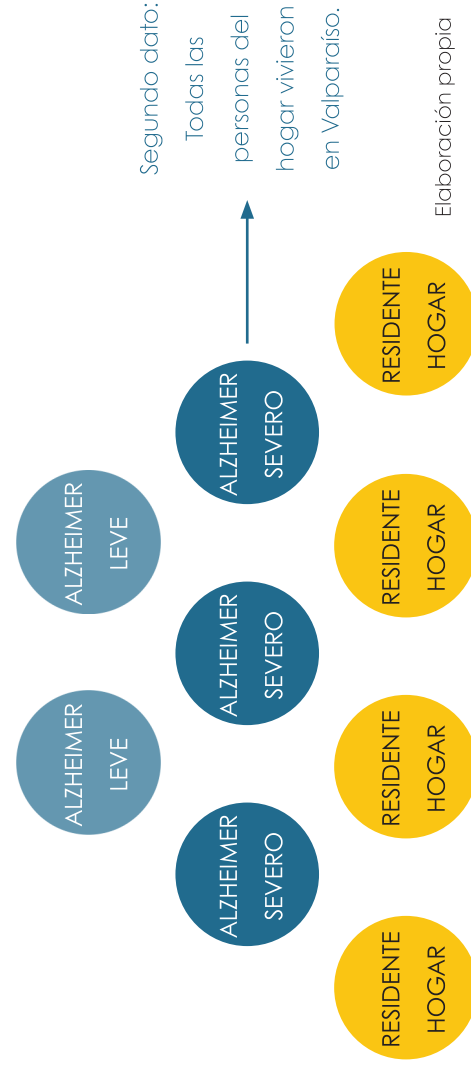 ALZHEIMER
LEVE
ALZHEIMER
LEVE
ALZHEIMER
SEVERO
ALZHEIMER
SEVERO
ALZHEIMER
SEVERO
Segundo dato:
Todas las
personas del
hogar vivieron
en Valparaíso.
RESIDENTE
HOGAR
RESIDENTE
HOGAR
RESIDENTE
HOGAR
RESIDENTE
HOGAR
Elaboración propia